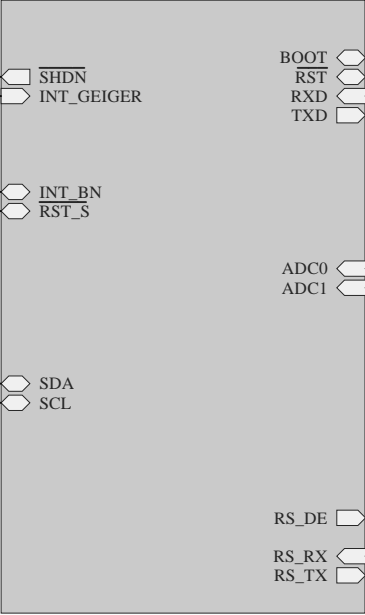 SHDN
INT_GEIGER
INT_BN
RST_S
SDA
SCL
BOOT
RST
RXD
TXD
ADC0
ADC1
RS_DE
RS_RX
RS_TX